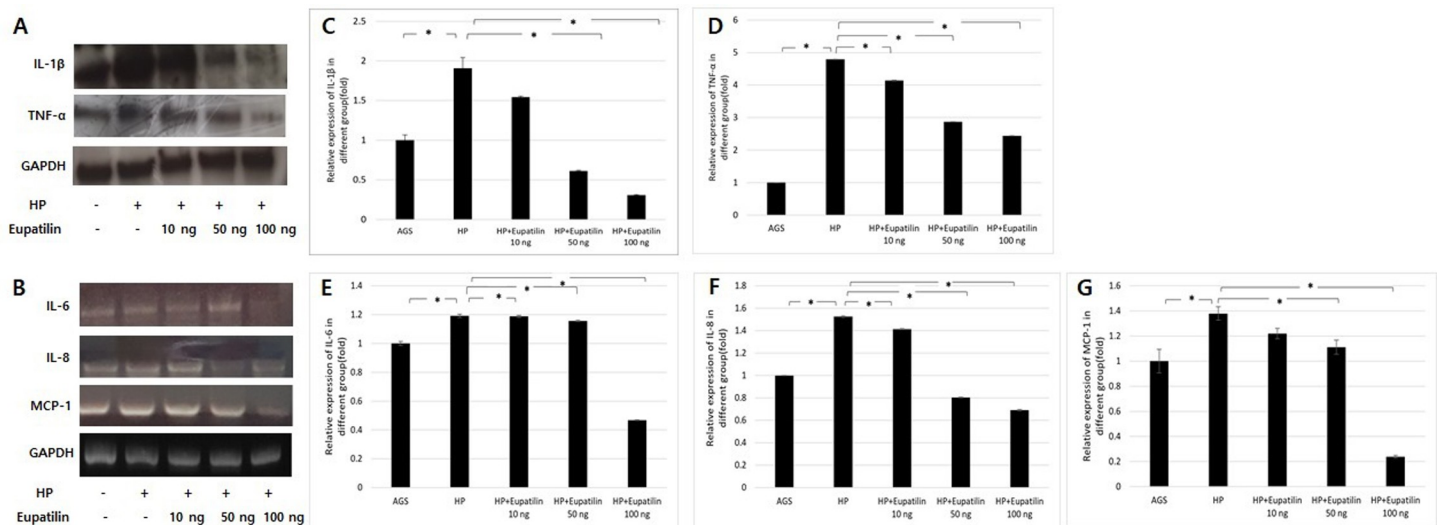 A
IL-1β
TNF-α
GAPDH
HP - + + + +
Eupatilin - - 10 ng 50 ng 100 ng
C
Relative expression of IL-1β in
different group(fold)
2.5
2
1.5
1
0.5
0
* * *
AGS HP HP+Eupatilin HP+Eupatilin HP+Eupatilin
10 ng 50 ng 100 ng
D
Relative expression of TNF-α in
different group(fold)
6
5
4
3
2
1
0
* * * *
AGS HP HP+Eupatilin HP+Eupatilin HP+Eupatilin
10 ng 50 ng 100 ng
B
IL-6
IL-8
MCP-1
GAPDH
HP - + + + +
Eupatilin - - 10 ng 50 ng 100 ng
E
Relative expression of IL-6 in
different group(fold)
1.4
1.2
1
0.8
0.6
0.4
0.2
0
* * * *
AGS HP HP+Eupatilin HP+Eupatilin HP+Eupatilin
10 ng 50 ng 100 ng
F
Relative expression of IL-8 in
different group(fold)
1.8
1.6
1.4
1.2
1
0.8
0.6
0.4
0.2
0
* * * *
AGS HP HP+Eupatilin HP+Eupatilin HP+Eupatilin
10 ng 50 ng 100 ng
G
Relative expression of MCP-1 in
different group(fold)
1.6
1.4
1.2
1
0.8
0.6
0.4
0.2
0
* * *
AGS HP HP+Eupatilin HP+Eupatilin HP+Eupatilin
10 ng 50 ng 100 ng